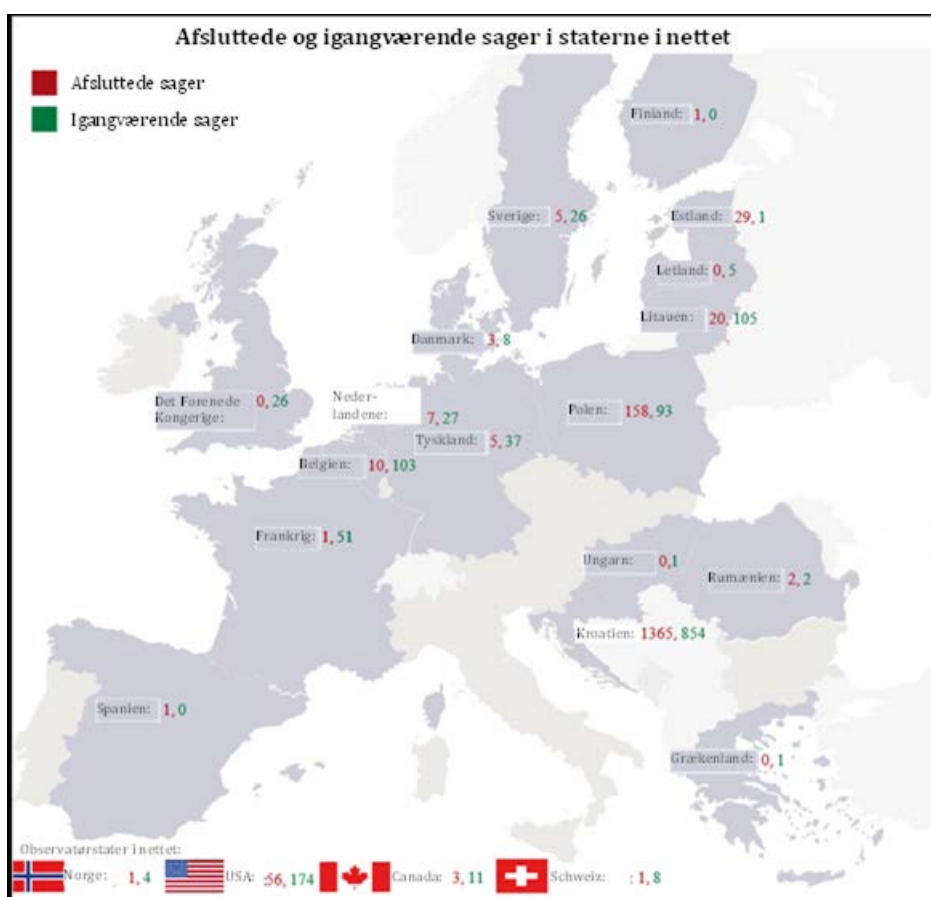 Afsluttede og igangværende sager i staterne i nettet
Afsluttede sager
Igangværende sager
Finland: 1, 0
Sverige: 5, 26
Estland: 29, 1
Letland: 0, 5
Litauen: 20, 105
Danmark: 3, 8
Det Forenede 0, 26
Kongerige:
Neder-
landene: 7, 27
Polen: 158, 93
Tyskland: 5, 37
Belgien: 10, 103
Frankrig: 1, 51
Ungarn: 0,1
Rumænien: 2, 2
Kroatien: 1365, 854
Spanien: 1, 0
Grækenland: 0, 1
Observatørstater i nettet:
Norge: 1, 4 USA: 56, 174 Canada: 3, 11 Schweiz: : 1, 8